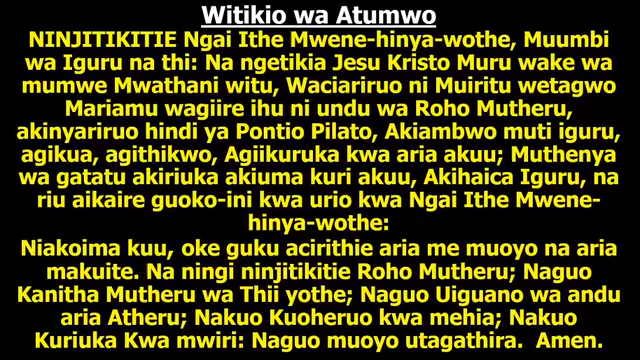 Witikio wa Atumwo
NINJITIKITIE Ngai Ithe Mwene-hinya-wothe, Muumbi
wa Iguru na thi: Na ngetikia Jesu Kristo Muru wake wa
mumwe Mwathani witu, Waciariruo ni Muiritu wetagwo
Mariamu wagiire ihu ni undu wa Roho Mutheru,
akinyariruo hindi ya Pontio Pilato, Akiambwo muti iguru,
agikua, agithikwo, Agiikuruka kwa aria akuu; Muthenya
wa gatatu akiriuka akiuma kuri akuu, Akihaica Iguru, na
riu aikaire guoko-ini kwa urio kwa Ngai Ithe Mwene-
hinya-wothe:
Niakoima kuu, oke guku acirithie aria me muoyo na aria
makuite. Na ningi ninjitikitie Roho Mutheru; Naguo
Kanitha Mutheru wa Thii yothe; Naguo Uiguano wa andu
aria Atheru; Nakuo Kuoheruo kwa mehia; Nakuo
Kuriuka Kwa mwiri: Naguo muoyo utagathira. Amen.